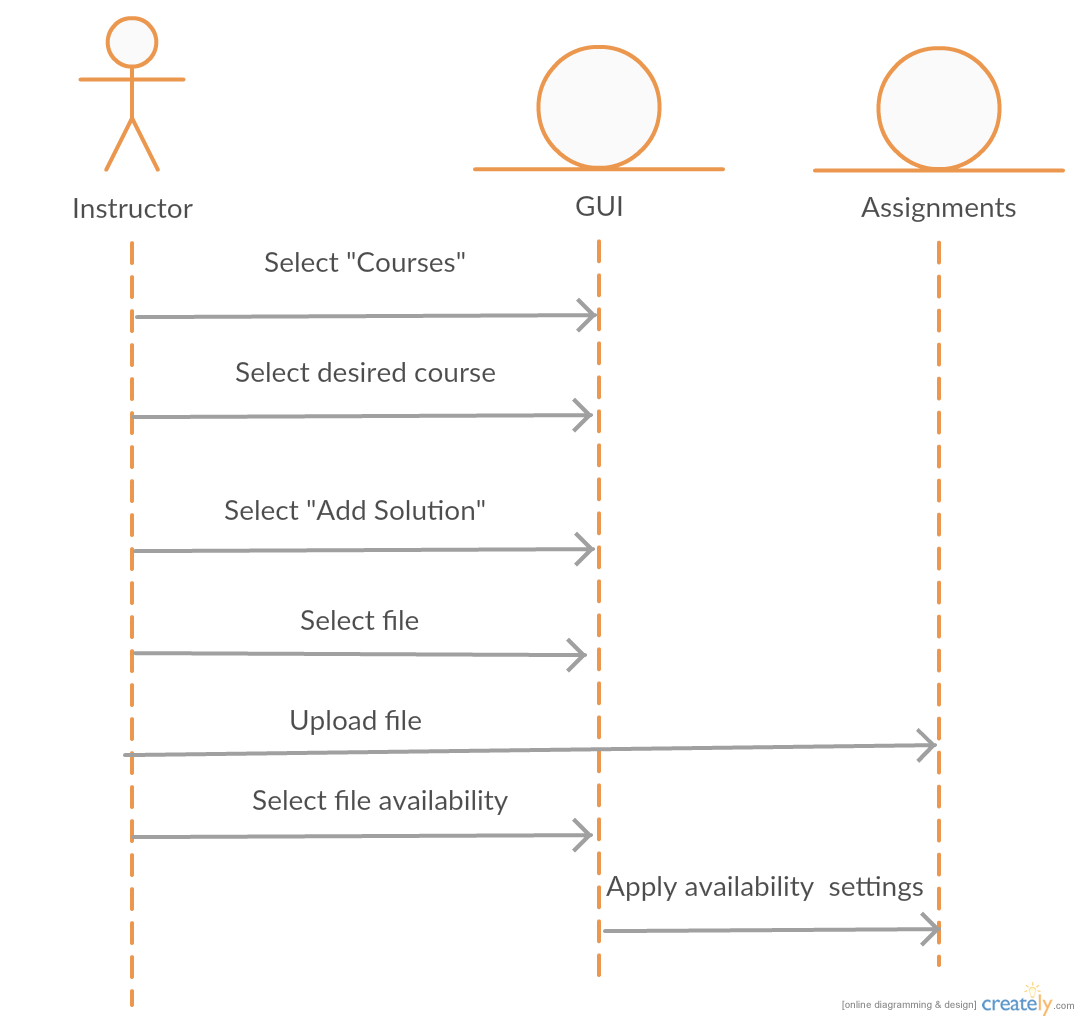 Instructor
GUI
Assignments
Select "Courses"
Select desired course
Select "Add Solution"
Select file
Upload file
Select file availability
Apply availability  settings
[online diagramming & design] creately.com